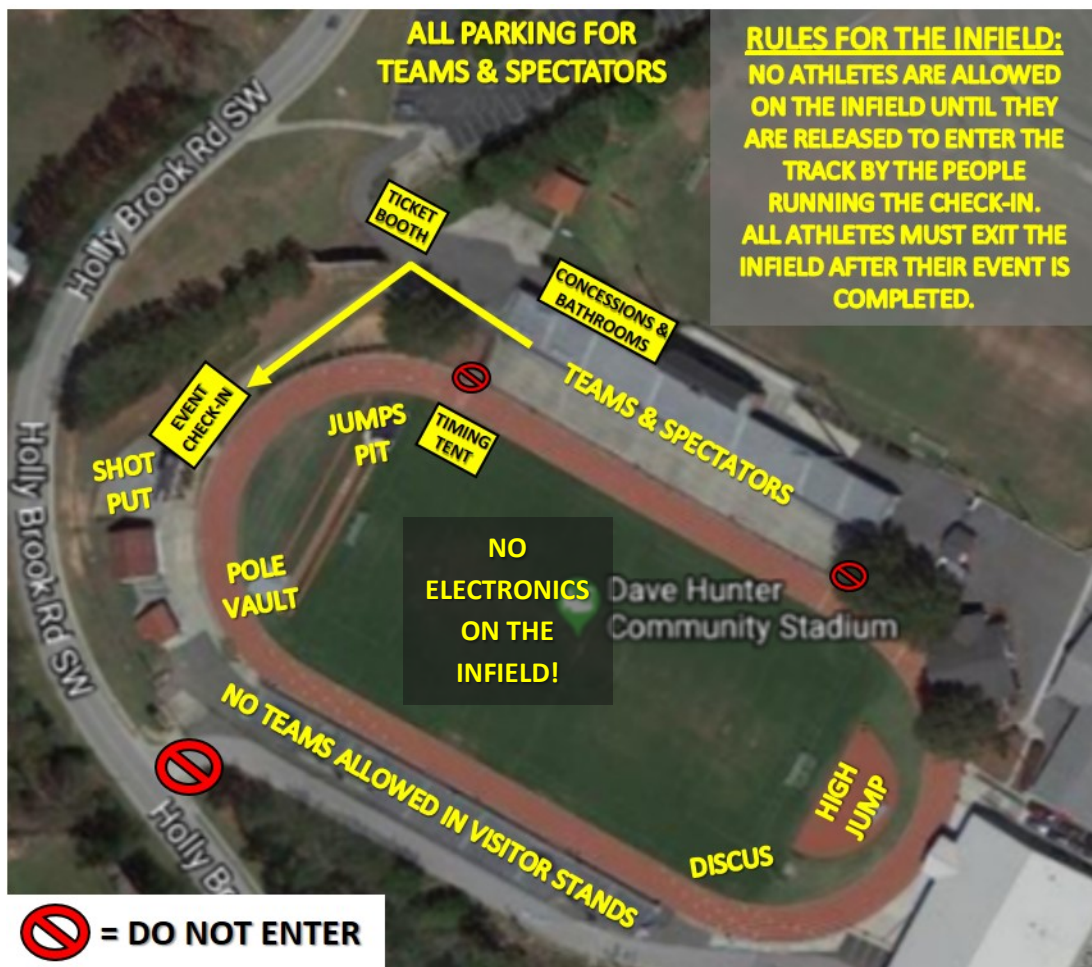 ALL PARKING FOR
TEAMS & SPECTATORS
RULES FOR THE INFIELD:
NO ATHLETES ARE ALLOWED
ON THE INFIELD UNTIL THEY
ARE RELEASED TO ENTER THE
TRACK BY THE PEOPLE
RUNNING THE CHECK-IN.
ALL ATHLETES MUST EXIT THE
INFIELD AFTER THEIR EVENT IS
COMPLETED.
Holly Brook Rd SW
TICKET
BOOTH
CONCESSIONS &
BATHROOMS
EVENT
CHECK-IN
JUMPS
PIT
TIMING
TENT
TEAMS & SPECTATORS
SHOT
PUT
Holly Brook Rd SW
POLE
VAULT
NO
ELECTRONICS
ON THE
INFIELD!
Dave Hunter
Community Stadium
NO TEAMS ALLOWED IN VISITOR STANDS
HIGH
JUMP
DISCUS
Holly Br
= DO NOT ENTER